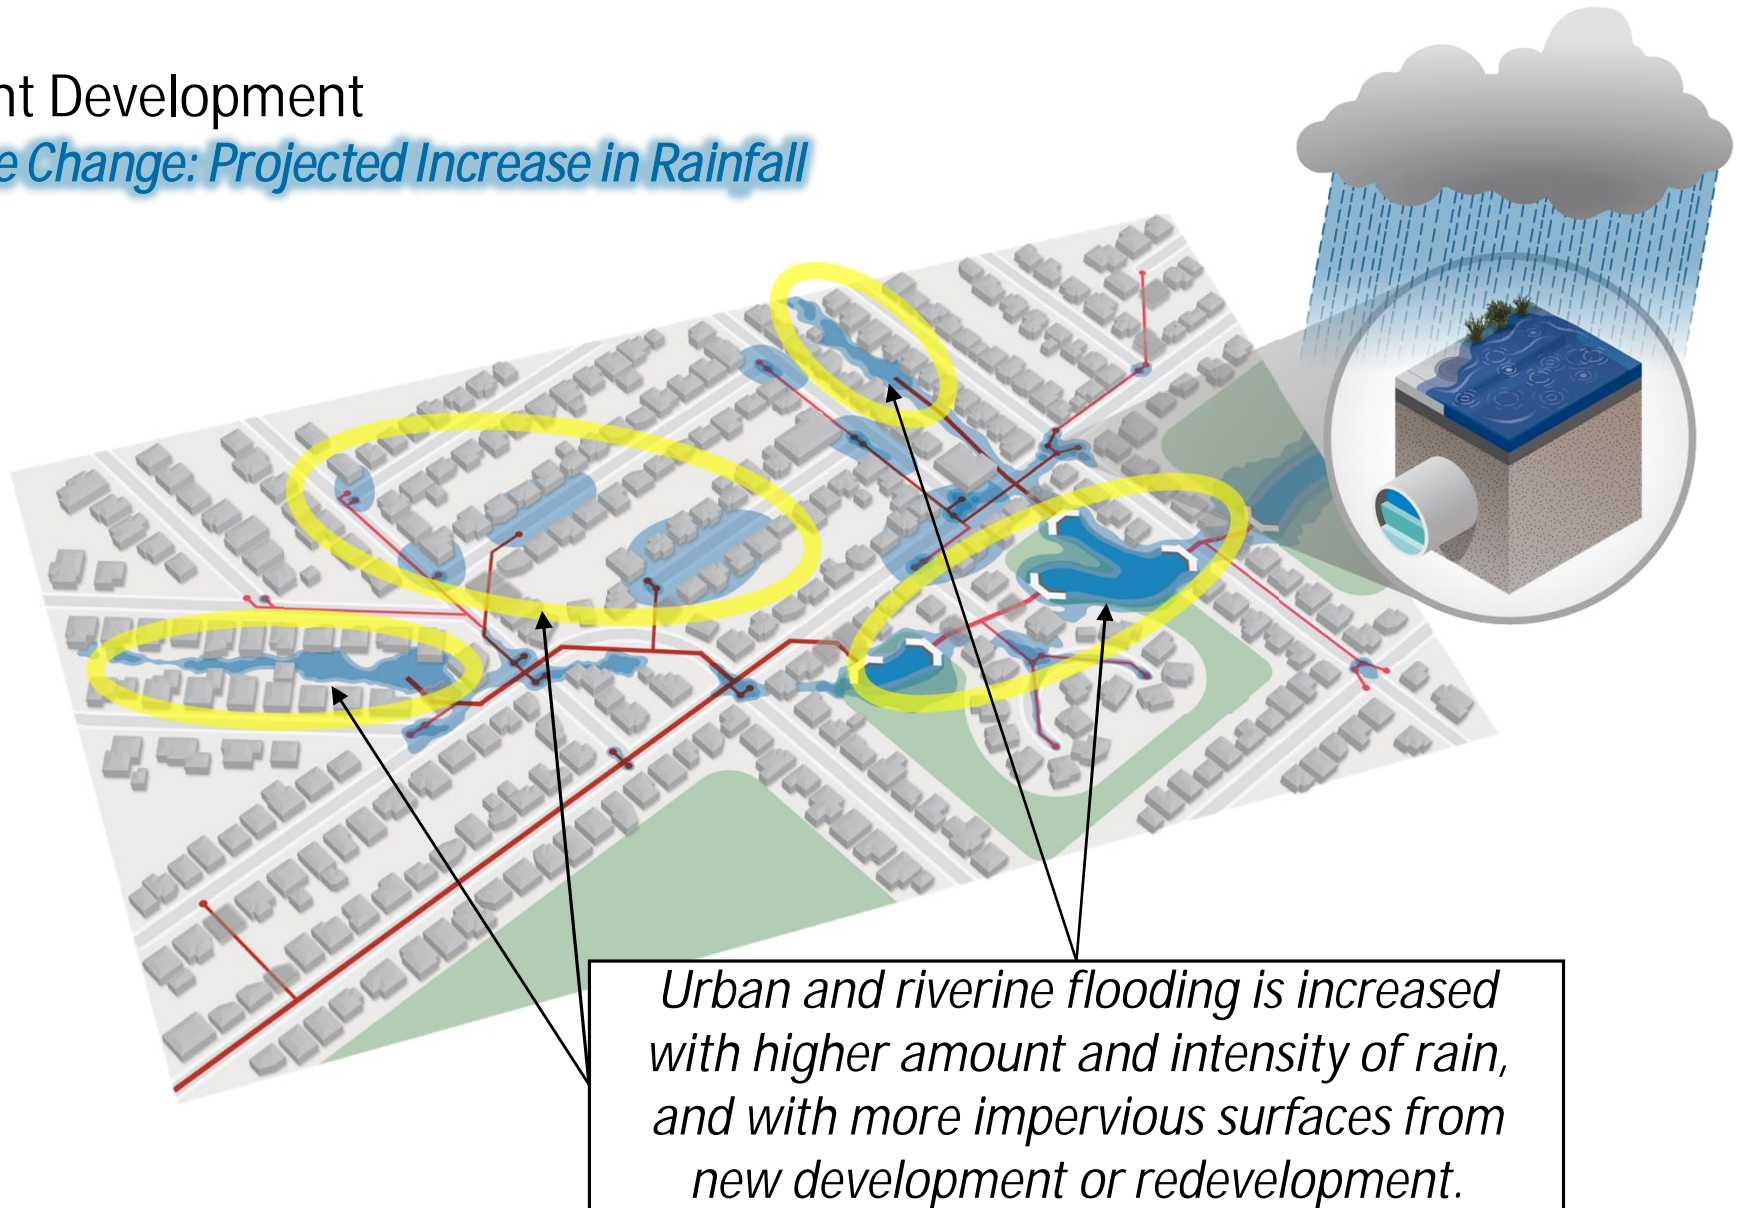 nt Development
e Change: Projected Increase in Rainfall
Urban and riverine flooding is increased
with higher amount and intensity of rain,
and with more impervious surfaces from
new development or redevelopment.